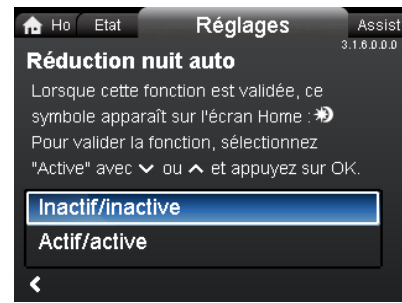 Ho Etat Réglages Assist
3.1.6.0.0.0
Réduction nuit auto
Lorsque cette fonction est validée, ce
symbole apparaît sur l'écran Home :
Pour valider la fonction, sélectionnez
"Active" avec ou et appuyez sur OK.
Inactif/inactive
Actif/active